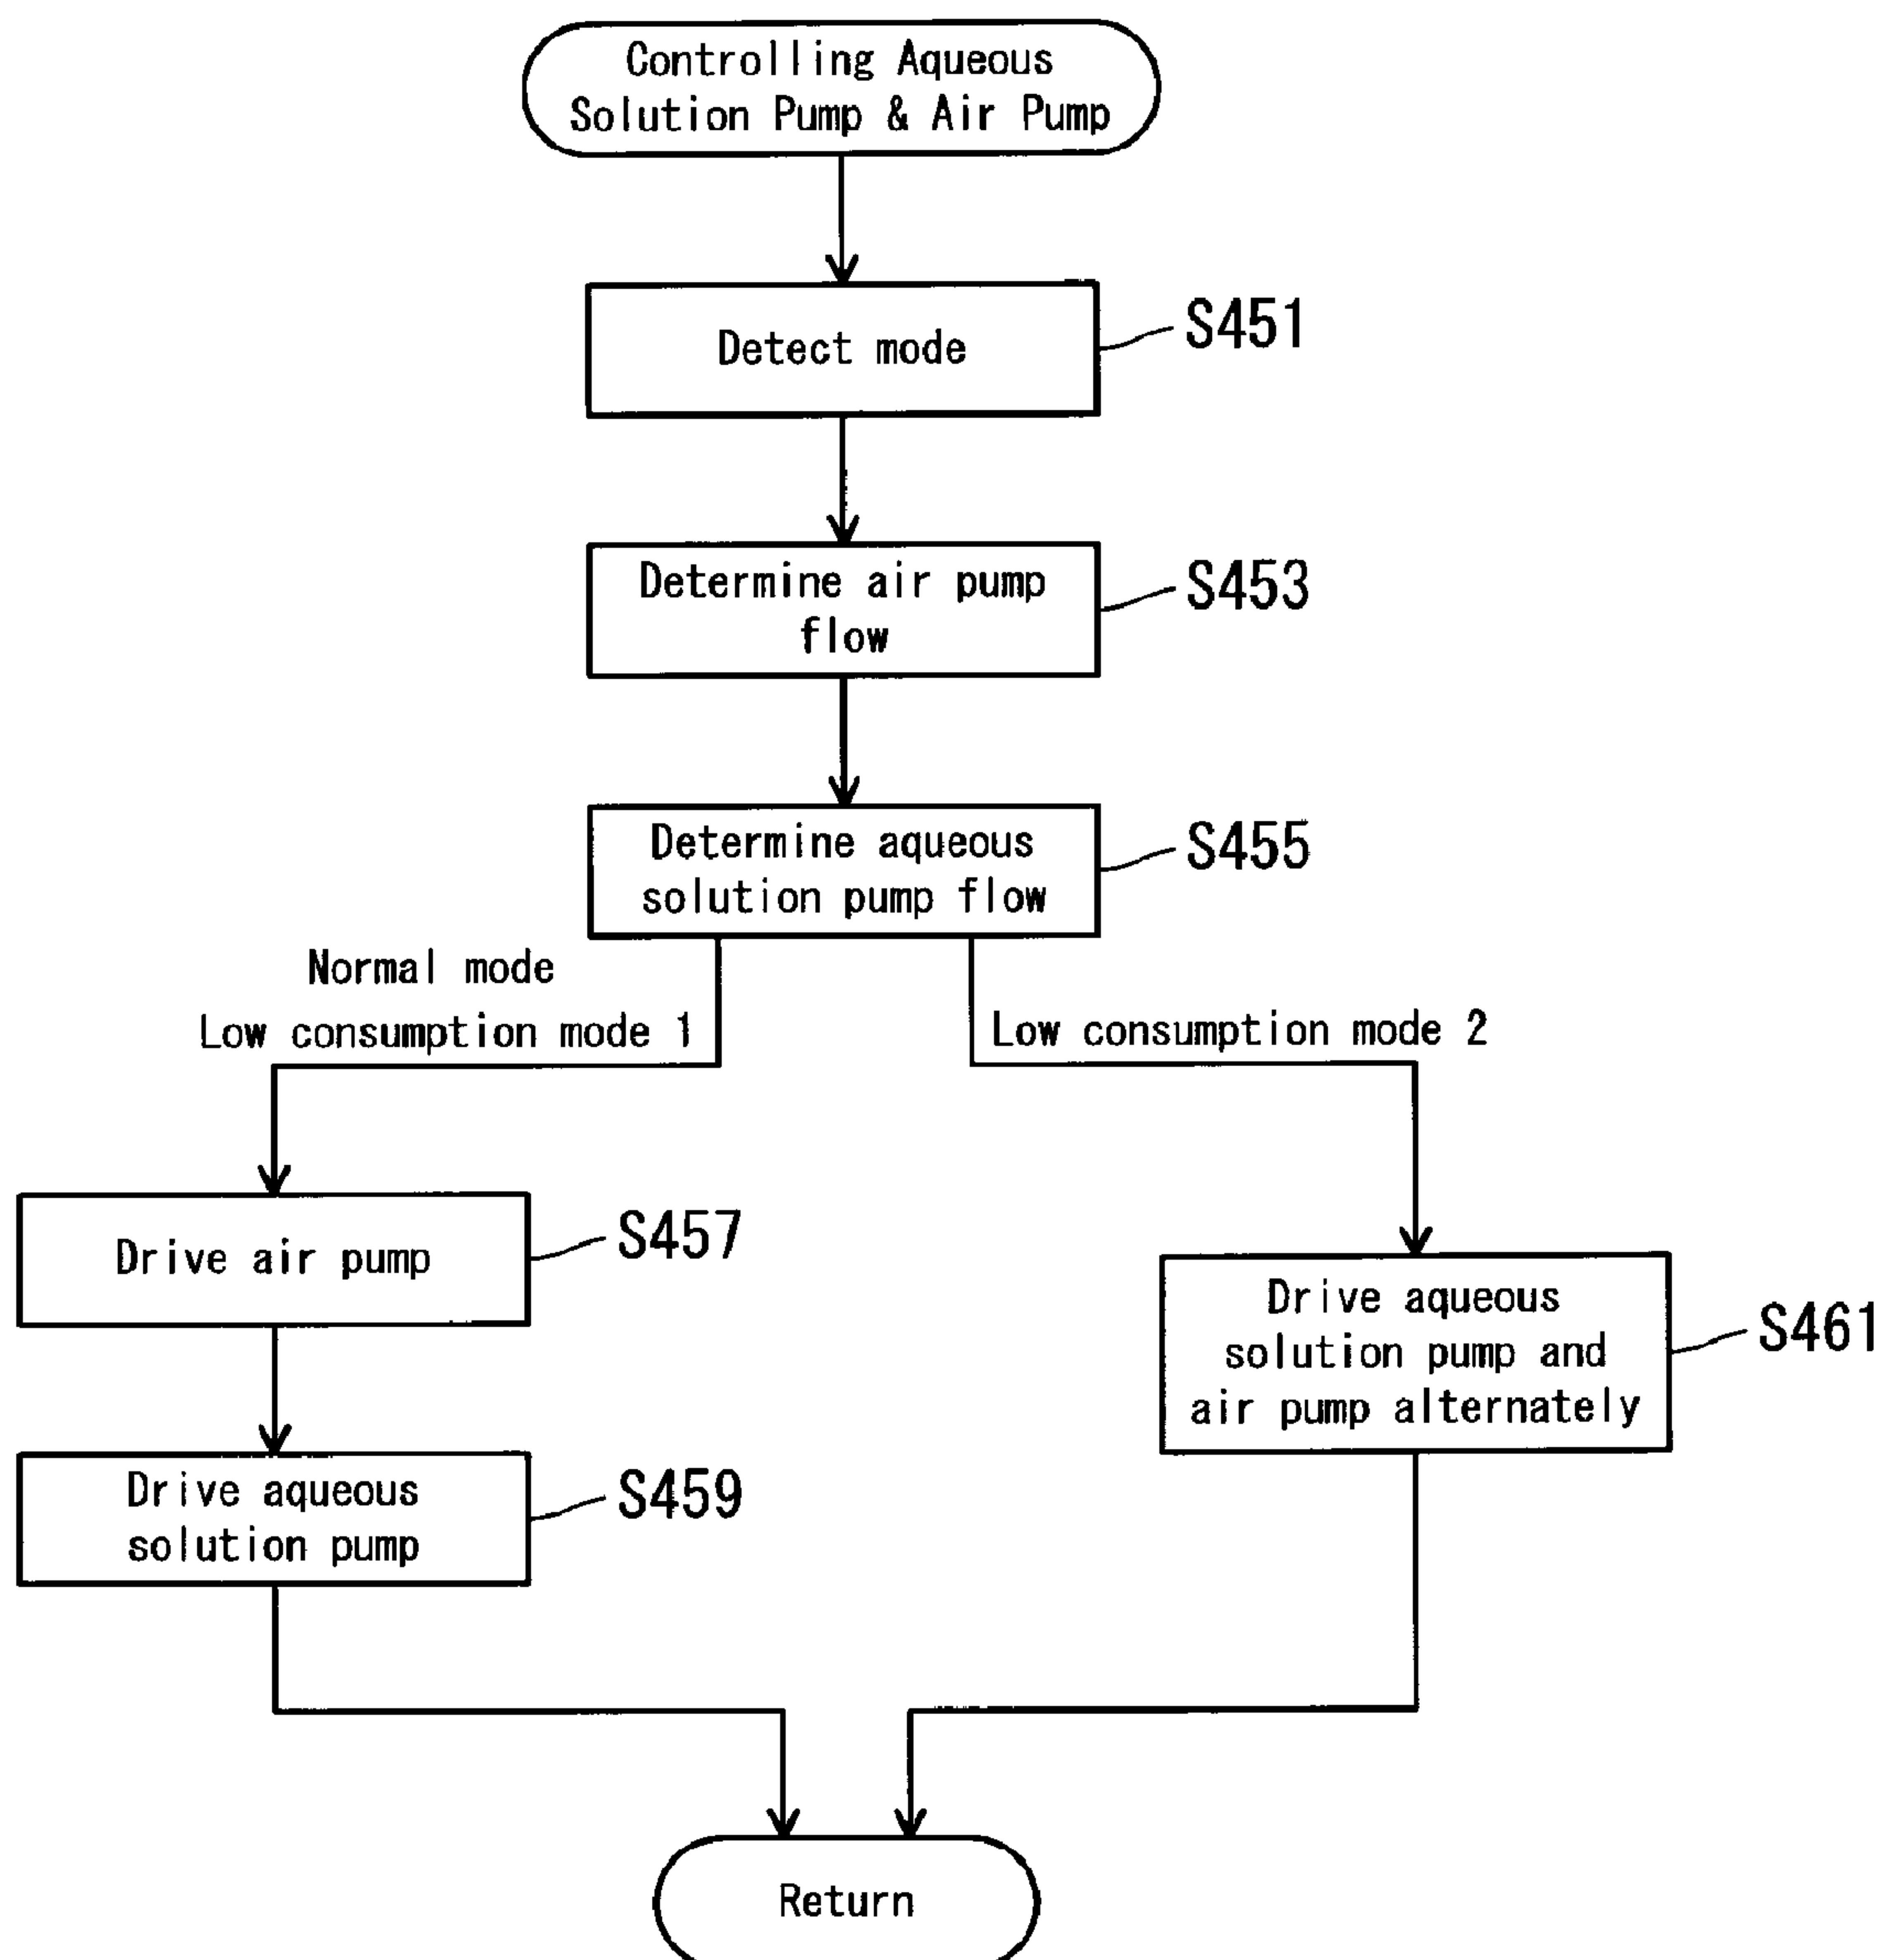 Controlling Aqueous
Solution Pump & Air Pump
Detect mode
S451
Determine air pump
flow
S453
Determine aqueous
solution pump flow
S455
Normal mode
Low consumption mode 1
Low consumption mode 2
Drive air pump
S457
Drive aqueous
solution pump and
air pump alternately
S461
Drive aqueous
solution pump
S459
Return